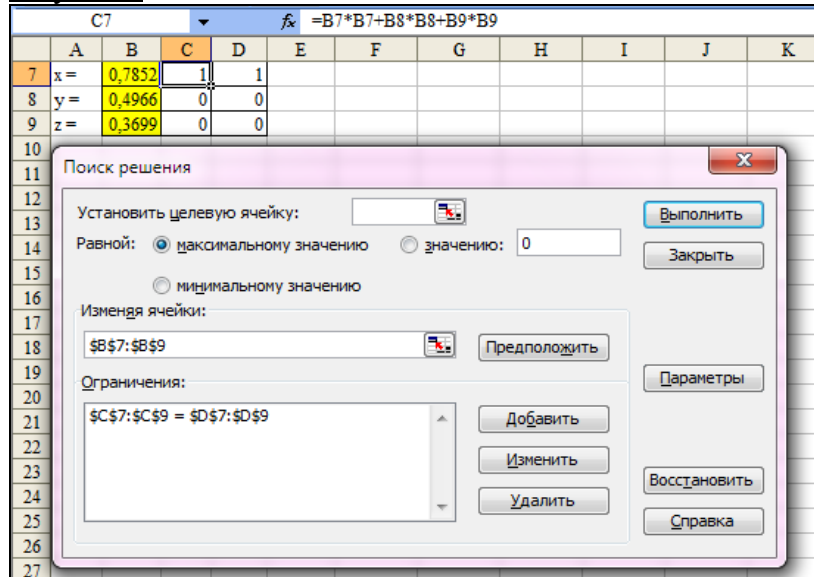 C7 fx =B7*B7+B8*B8+B9*B9
A B C D E F G H I J K
7 x = 0,7852 1 1
8 y = 0,4966 0 0
9 z = 0,3699 0 0
10
11
12
13
14
15
16
17
18
19
20
21
22
23
24
25
26
27
Поиск решения
Установить целевую ячейку: Выполнить
Равной: максимальному значению значению: 0 Закрыть
минимальному значению
Изменяя ячейки:
$B$7:$B$9 Предположить
Ограничения: Параметры
$C$7:$C$9 = $D$7:$D$9 Добавить
Изменить
Восстановить
Удалить
Справка